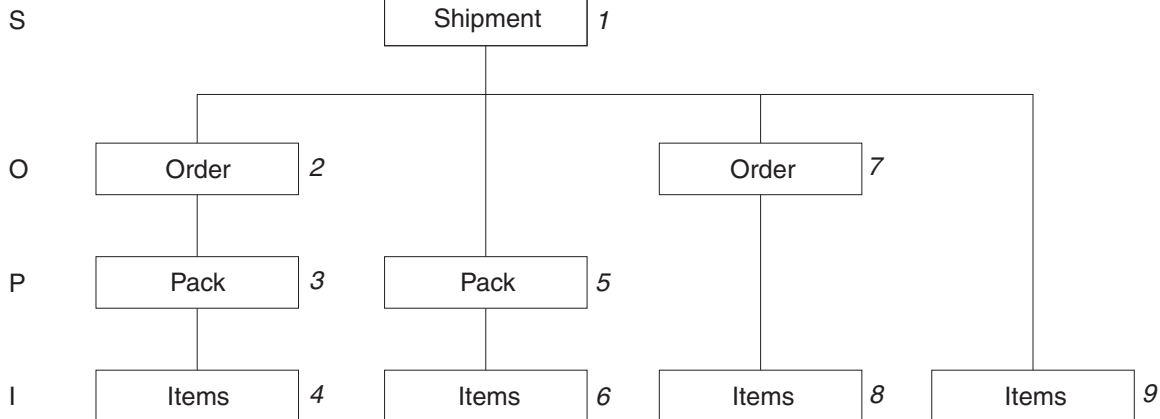 S Shipment 1
O Order 2 Order 7
P Pack 3 Pack 5
I Items 4 Items 6 Items 8 Items 9